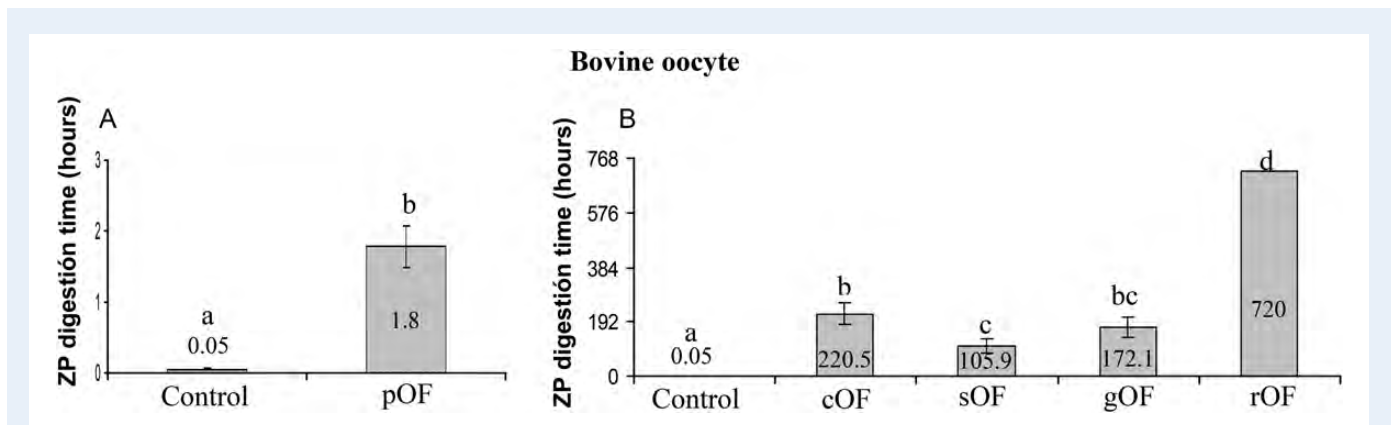 Bovine oocyte
A
ZP digestión time (hours)
3
2
1
0
a
0.05
b
1.8
Control pOF
B
ZP digestión time (hours)
768
576
384
192
0
a
0.05
b
220.5
c
105.9
bc
172.1
d
720
Control cOF sOF gOF rOF